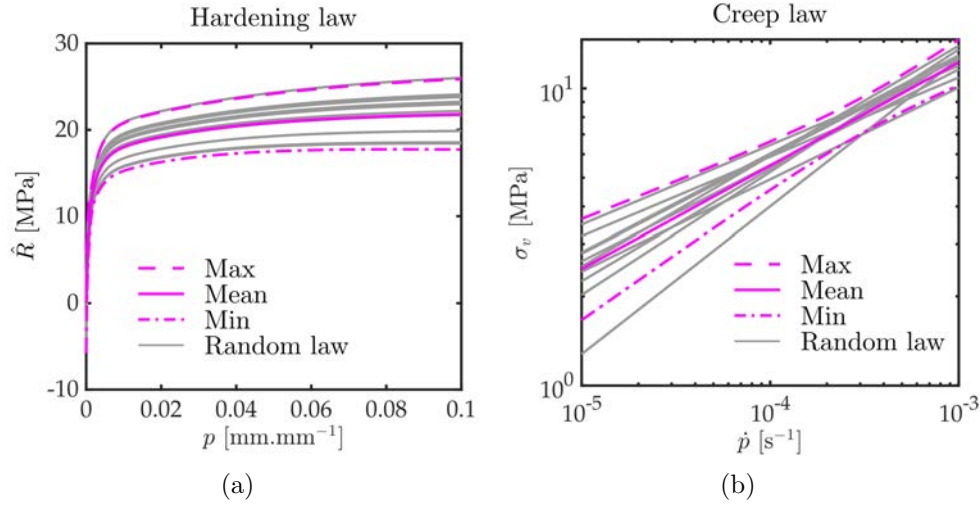 Hardening law
30
20
10
0
-10
R̂ [MPa]
Max
Mean
Min
Random law
0
0.02
0.04
0.06
0.08
0.1
p [mm.mm⁻¹]
(a)
Creep law
10¹
10⁰
σᵥ [MPa]
Max
Mean
Min
Random law
10⁻⁵
10⁻⁴
10⁻³
ṗ [s⁻¹]
(b)